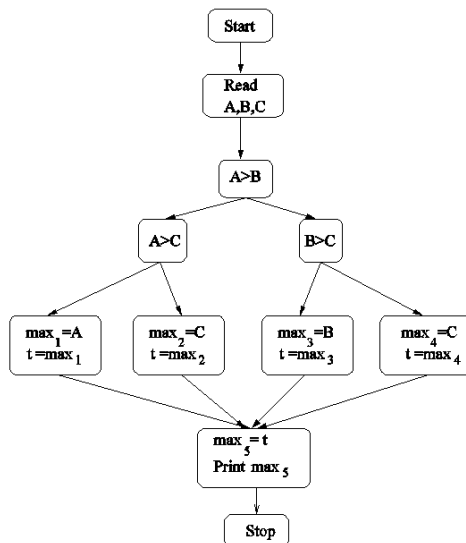 Start
Read
A,B,C
A>B
A>C
B>C
max₁=A
t=max₁
max₂=C
t=max₂
max₃=B
t=max₃
max₄=C
t=max₄
max₅=t
Print max₅
Stop